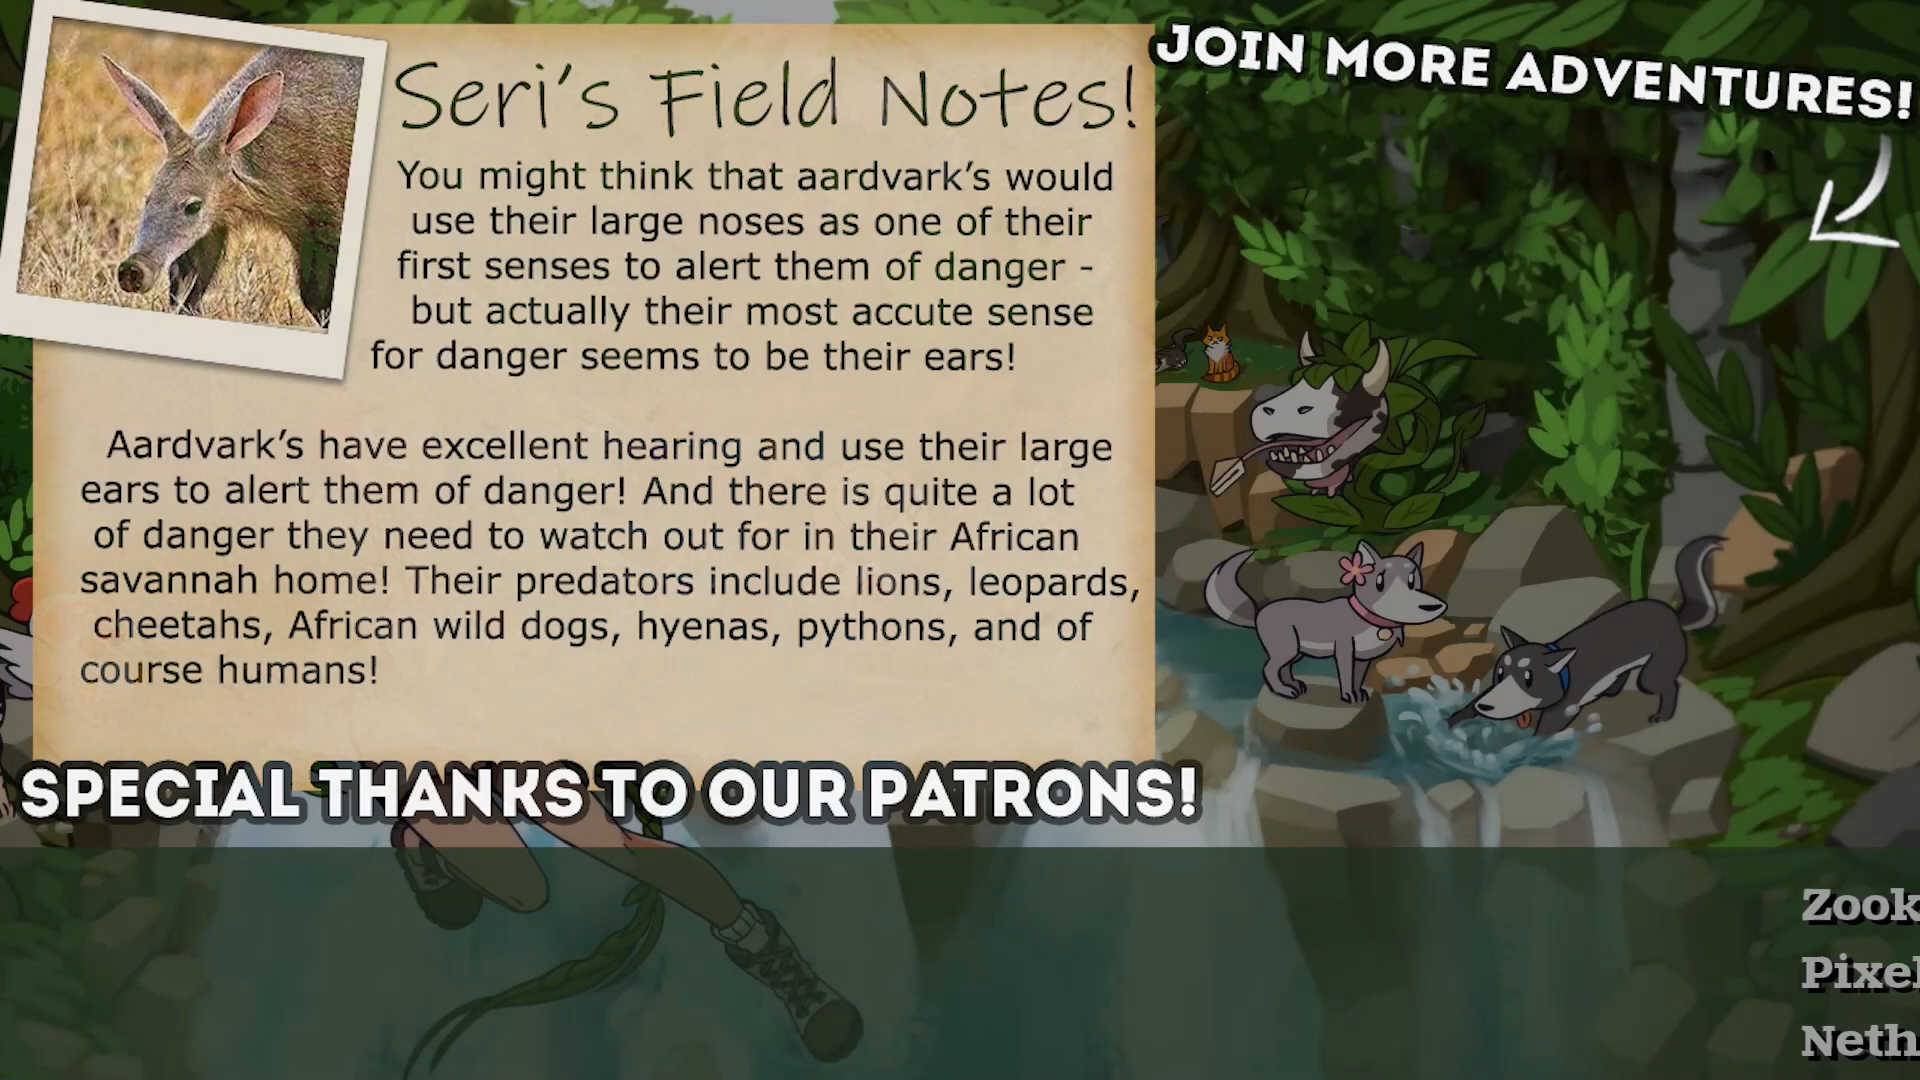 Seri's Field Notes!
You might think that aardvark's would
use their large noses as one of their
first senses to alert them of danger -
but actually their most accute sense
for danger seems to be their ears!
Aardvark's have excellent hearing and use their large
ears to alert them of danger! And there is quite a lot
of danger they need to watch out for in their African
savannah home! Their predators include lions, leopards,
cheetahs, African wild dogs, hyenas, pythons, and of
course humans!
JOIN MORE ADVENTURES!
SPECIAL THANKS TO OUR PATRONS!
Zook
Pixel
Neth